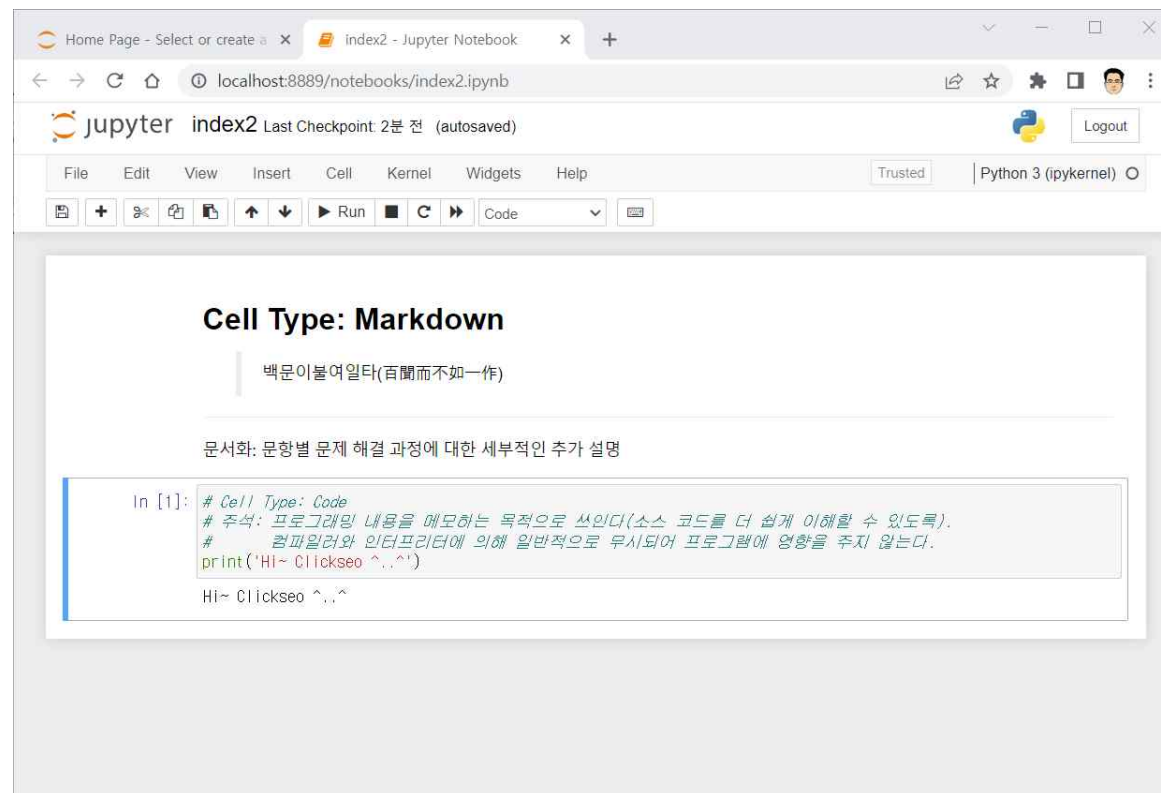 Home Page - Select or create a
index2 - Jupyter Notebook
localhost:8889/notebooks/index2.ipynb
jupyter index2 Last Checkpoint: 2분 전 (autosaved)
Logout
File Edit View Insert Cell Kernel Widgets Help
Trusted
Python 3 (ipykernel)
Run
Code
Cell Type: Markdown
백문이불여일타(百聞而不如一作)
문서화: 문항별 문제 해결 과정에 대한 세부적인 추가 설명
In [1]: # Cell Type: Code
# 주석: 프로그래밍 내용을 메모하는 목적으로 쓰인다(소스 코드를 더 쉽게 이해할 수 있도록).
# 컴파일러와 인터프리터에 의해 일반적으로 무시되어 프로그램에 영향을 주지 않는다.
print('Hi~ Clickseo ^..^')
Hi~ Clickseo ^..^